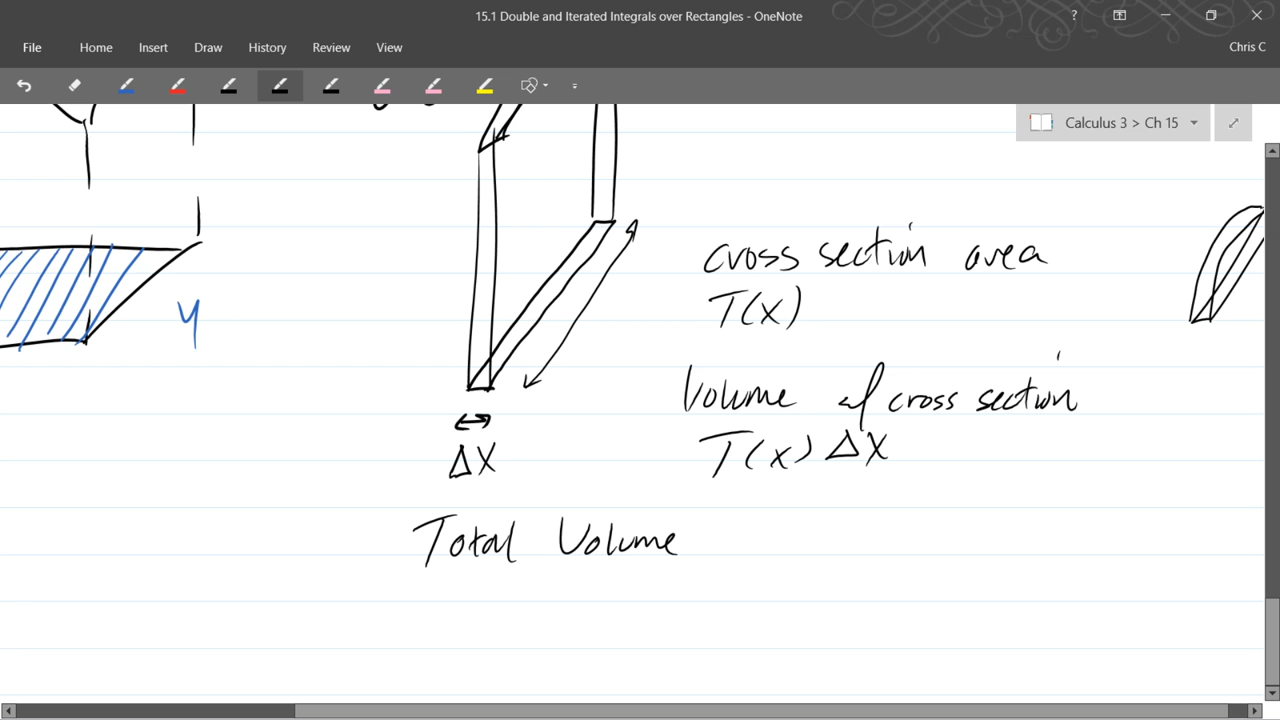 15.1 Double and Iterated Integrals over Rectangles - OneNote
?
File Home Insert Draw History Review View
Chris C
Calculus 3 > Ch 15
cross section area
T(x)
y
Volume of cross section
T(x) Δx
Δx
Total Volume